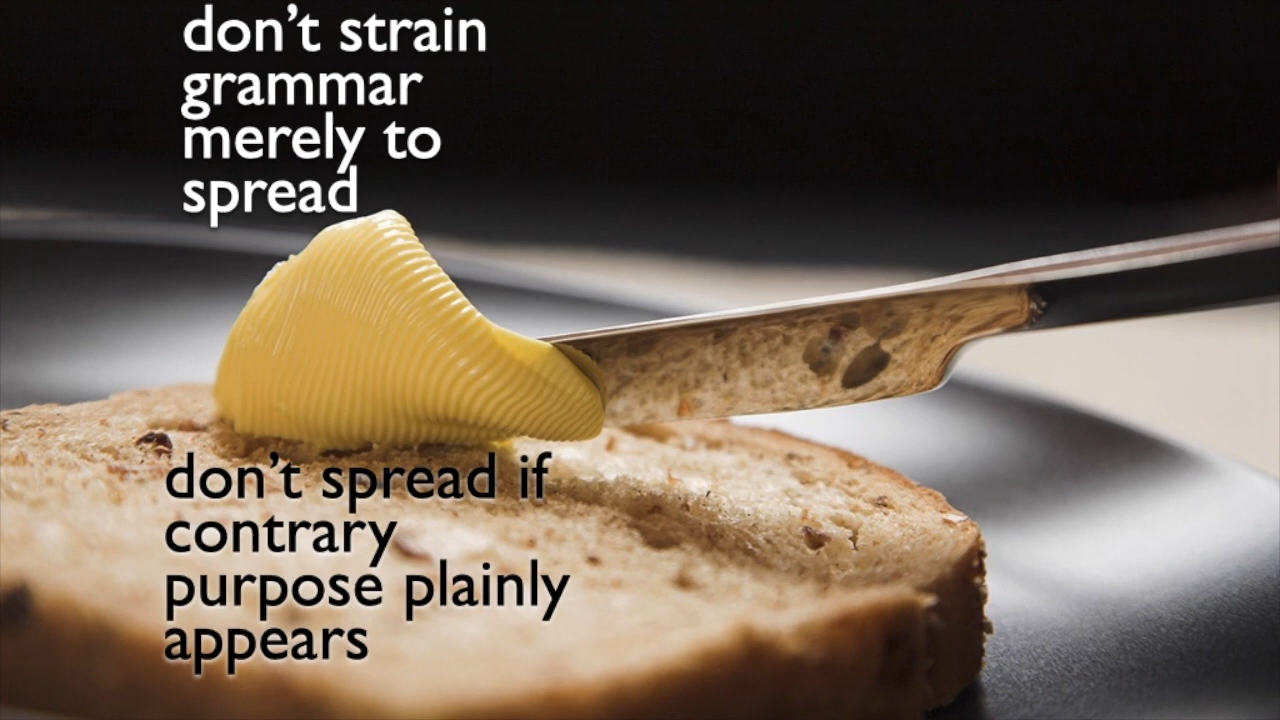 don’t strain
grammar
merely to
spread
don’t spread if
contrary
purpose plainly
appears